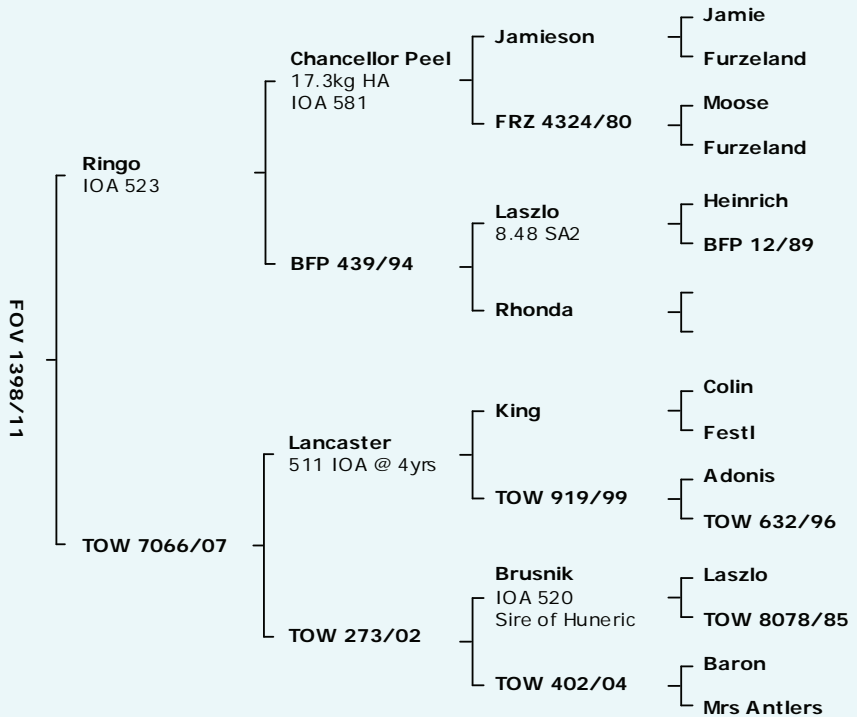 FOV 1398/11
Ringo
IOA 523
TOW 7066/07
Chancellor Peel
17.3kg HA
IOA 581
BFP 439/94
Lancaster
511 IOA @ 4yrs
TOW 273/02
Jamieson
FRZ 4324/80
Laszlo
8.48 SA2
Rhonda
King
TOW 919/99
Brusnik
IOA 520
Sire of Huneric
TOW 402/04
Jamie
Furzeland
Moose
Furzeland
Heinrich
BFP 12/89
Colin
Festl
Adonis
TOW 632/96
Laszlo
TOW 8078/85
Baron
Mrs Antlers